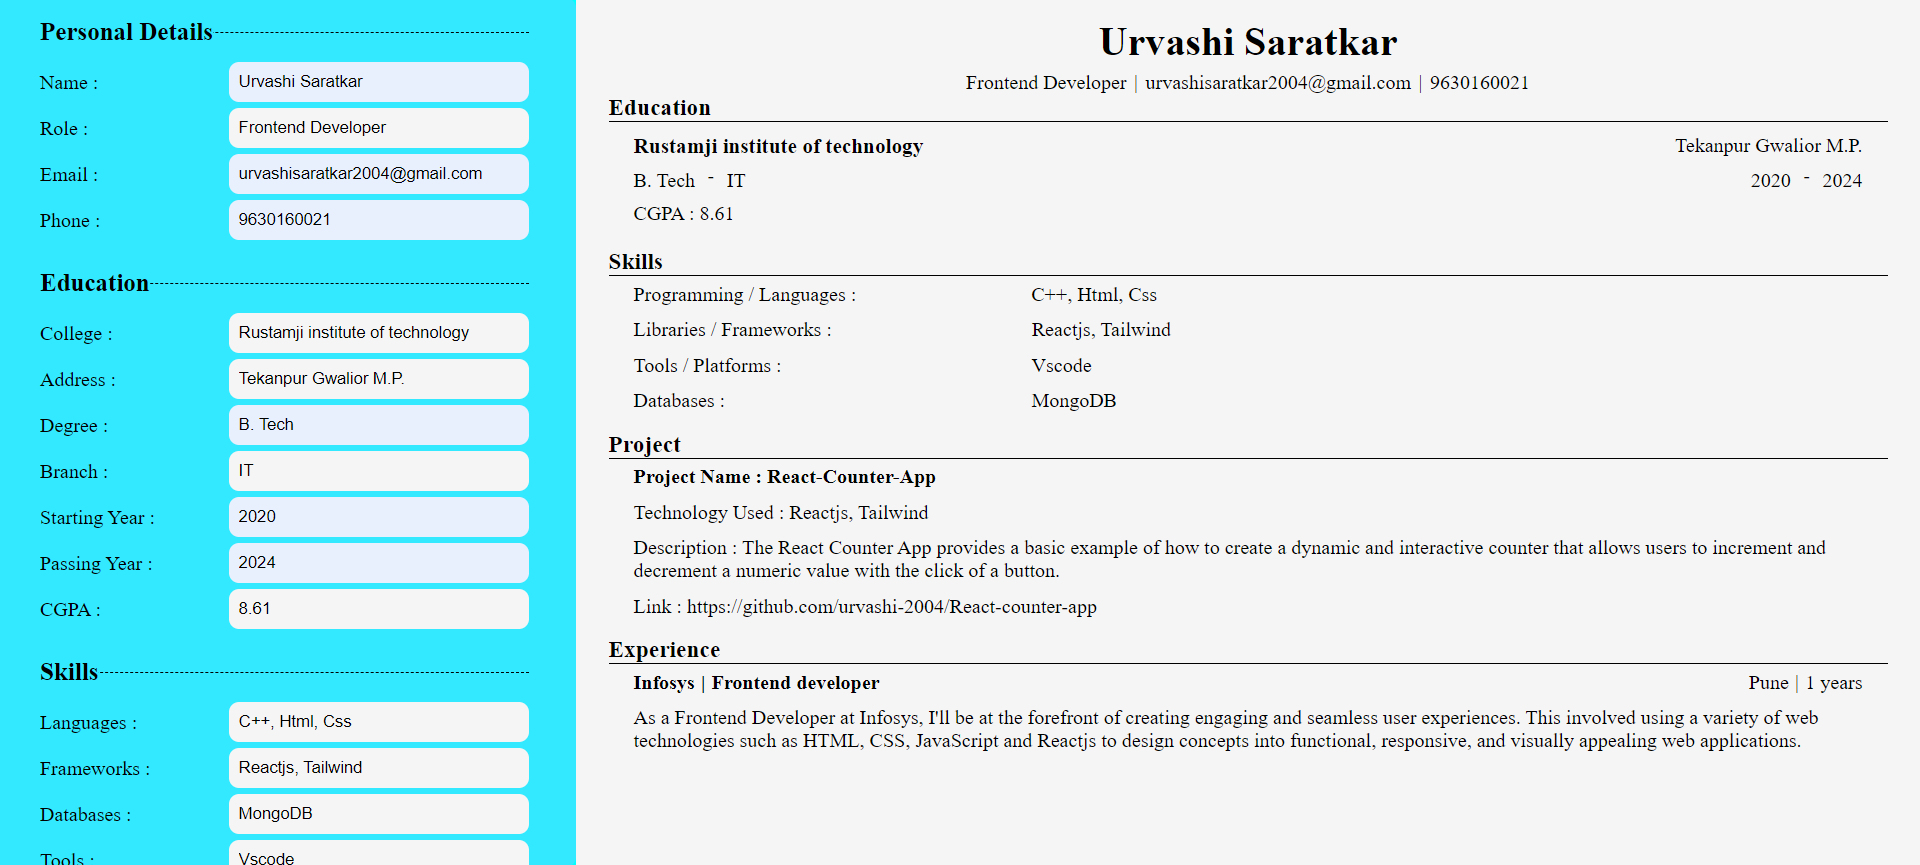 Personal Details
Name :
Urvashi Saratkar
Role :
Frontend Developer
Email :
urvashisaratkar2004@gmail.com
Phone :
9630160021
Education
College :
Rustamji institute of technology
Address :
Tekanpur Gwalior M.P.
Degree :
B. Tech
Branch :
IT
Starting Year :
2020
Passing Year :
2024
CGPA :
8.61
Skills
Languages :
C++, Html, Css
Frameworks :
Reactjs, Tailwind
Databases :
MongoDB
Tools :
Vscode
Urvashi Saratkar
Frontend Developer | urvashisaratkar2004@gmail.com | 9630160021
Education
Rustamji institute of technology
Tekanpur Gwalior M.P.
B. Tech - IT
2020 - 2024
CGPA : 8.61
Skills
Programming / Languages :
C++, Html, Css
Libraries / Frameworks :
Reactjs, Tailwind
Tools / Platforms :
Vscode
Databases :
MongoDB
Project
Project Name : React-Counter-App
Technology Used : Reactjs, Tailwind
Description : The React Counter App provides a basic example of how to create a dynamic and interactive counter that allows users to increment and
decrement a numeric value with the click of a button.
Link : https://github.com/urvashi-2004/React-counter-app
Experience
Infosys | Frontend developer
Pune | 1 years
As a Frontend Developer at Infosys, I'll be at the forefront of creating engaging and seamless user experiences. This involved using a variety of web
technologies such as HTML, CSS, JavaScript and Reactjs to design concepts into functional, responsive, and visually appealing web applications.